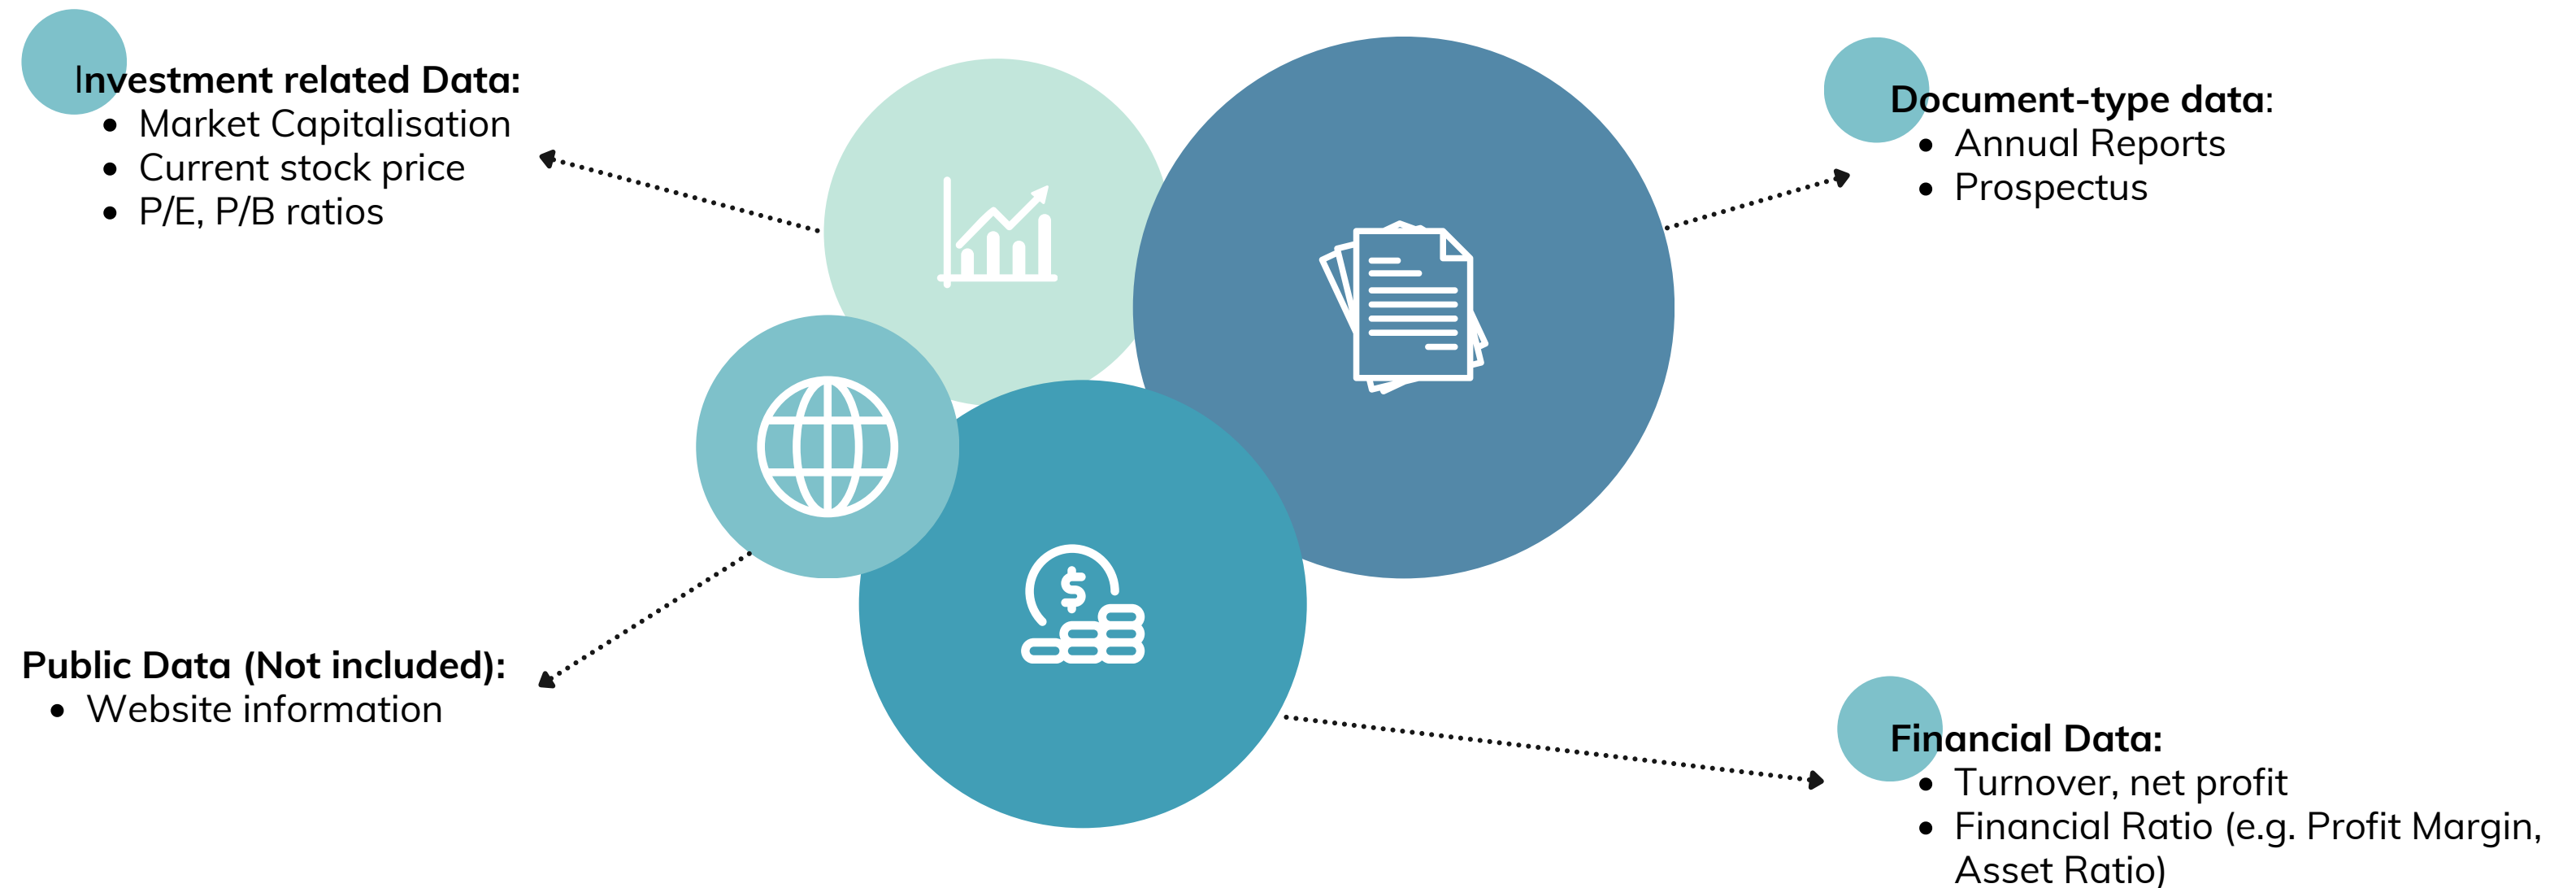 Investment related Data:
• Market Capitalisation
• Current stock price
• P/E, P/B ratios
Document-type data:
• Annual Reports
• Prospectus
$
Public Data (Not included):
• Website information
Financial Data:
• Turnover, net profit
• Financial Ratio (e.g. Profit Margin,
Asset Ratio)